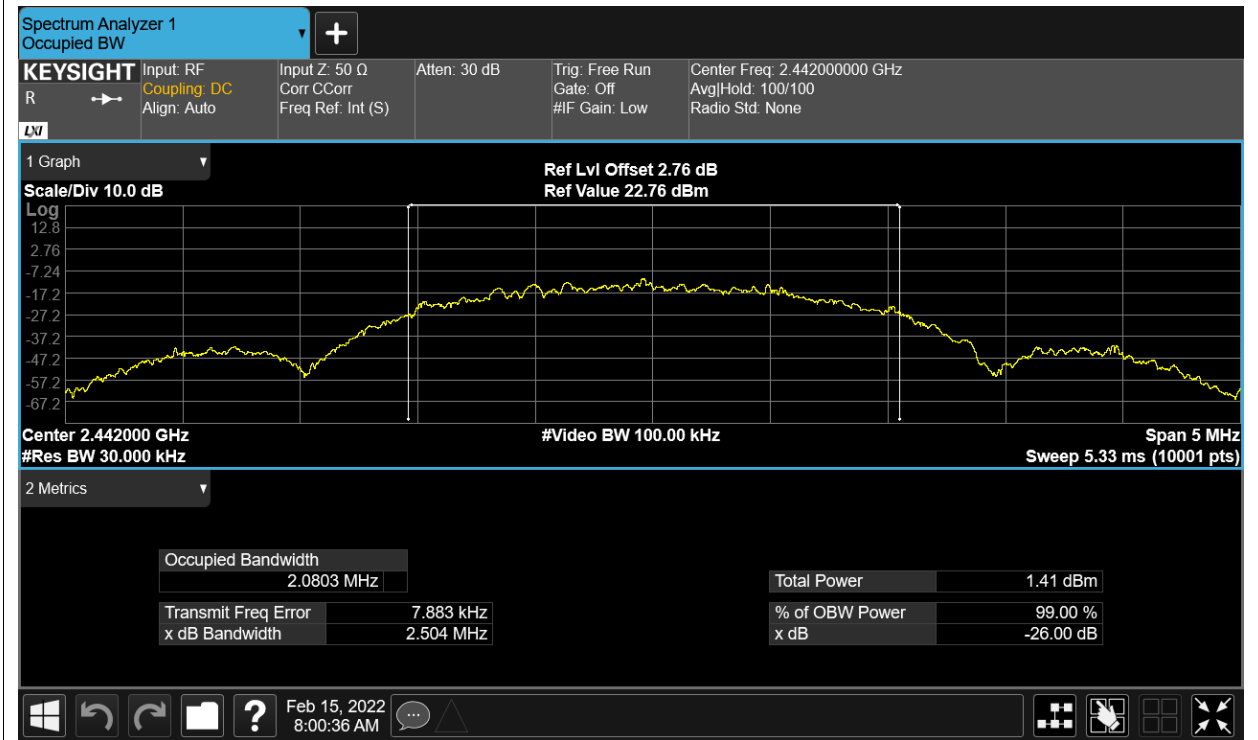 Spectrum Analyzer 1
Occupied BW
KEYSIGHT
R
LXI
Input: RF
Coupling: DC
Align: Auto
Input Z: 50 Ω
Corr CCorr
Freq Ref: Int (S)
Atten: 30 dB
Trig: Free Run
Gate: Off
#IF Gain: Low
Center Freq: 2.442000000 GHz
Avg|Hold: 100/100
Radio Std: None
1 Graph
Scale/Div 10.0 dB
Ref Lvl Offset 2.76 dB
Ref Value 22.76 dBm
Log
12.8
2.76
-7.24
-17.2
-27.2
-37.2
-47.2
-57.2
-67.2
Center 2.442000 GHz
#Res BW 30.000 kHz
#Video BW 100.00 kHz
Span 5 MHz
Sweep 5.33 ms (10001 pts)
2 Metrics
Occupied Bandwidth
2.0803 MHz
Transmit Freq Error 7.883 kHz
x dB Bandwidth 2.504 MHz
Total Power 1.41 dBm
% of OBW Power 99.00 %
x dB -26.00 dB
?
Feb 15, 2022
8:00:36 AM